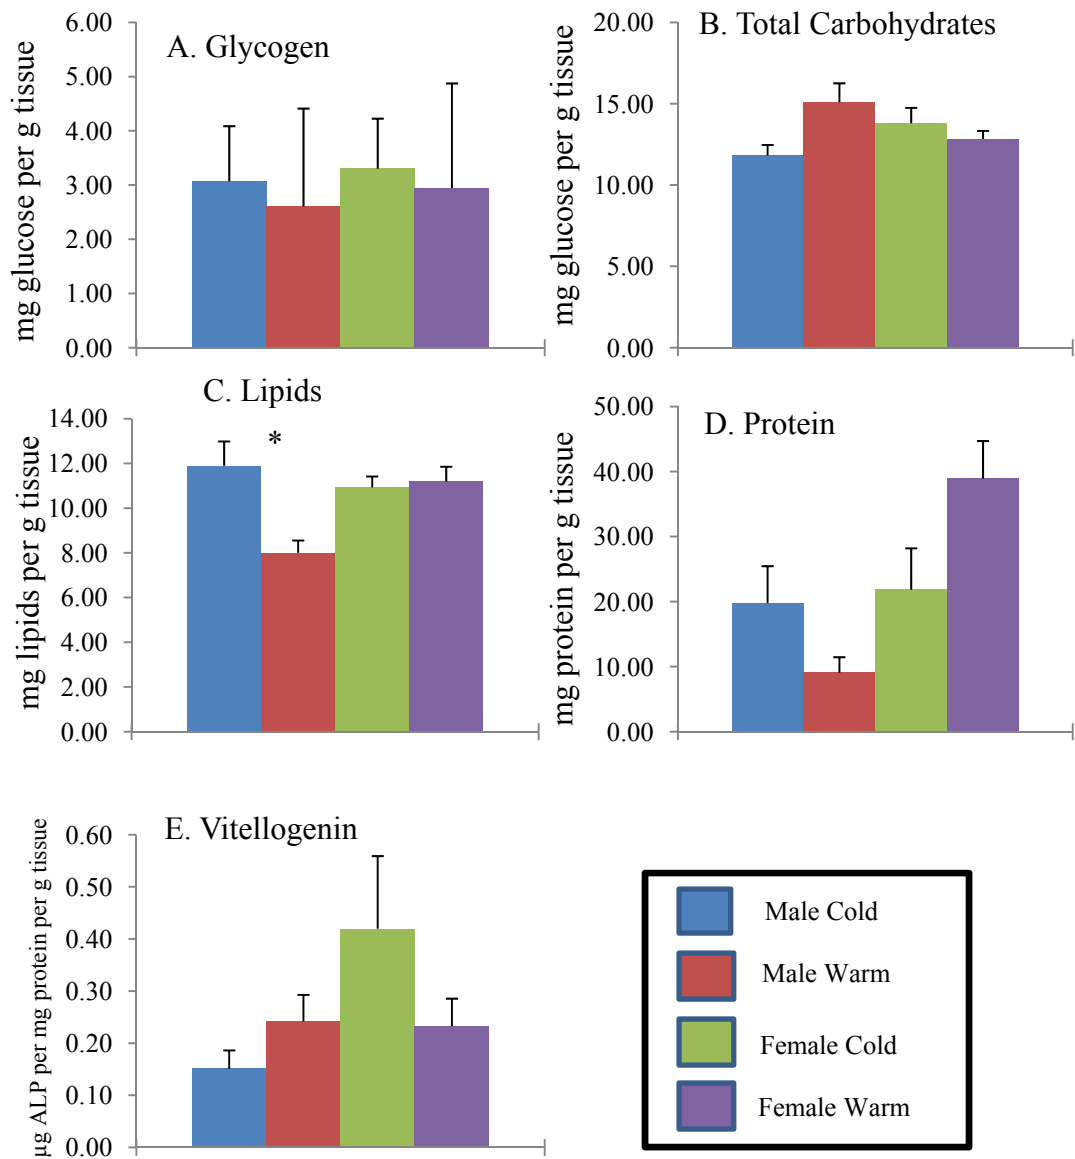 A. Glycogen
mg glucose per g tissue
6.00
5.00
4.00
3.00
2.00
1.00
0.00
B. Total Carbohydrates
mg glucose per g tissue
20.00
15.00
10.00
5.00
0.00
C. Lipids
mg lipids per g tissue
14.00
12.00
10.00
8.00
6.00
4.00
2.00
0.00
*
D. Protein
mg protein per g tissue
50.00
40.00
30.00
20.00
10.00
0.00
E. Vitellogenin
µg ALP per mg protein per g tissue
0.60
0.50
0.40
0.30
0.20
0.10
0.00
Male Cold
Male Warm
Female Cold
Female Warm